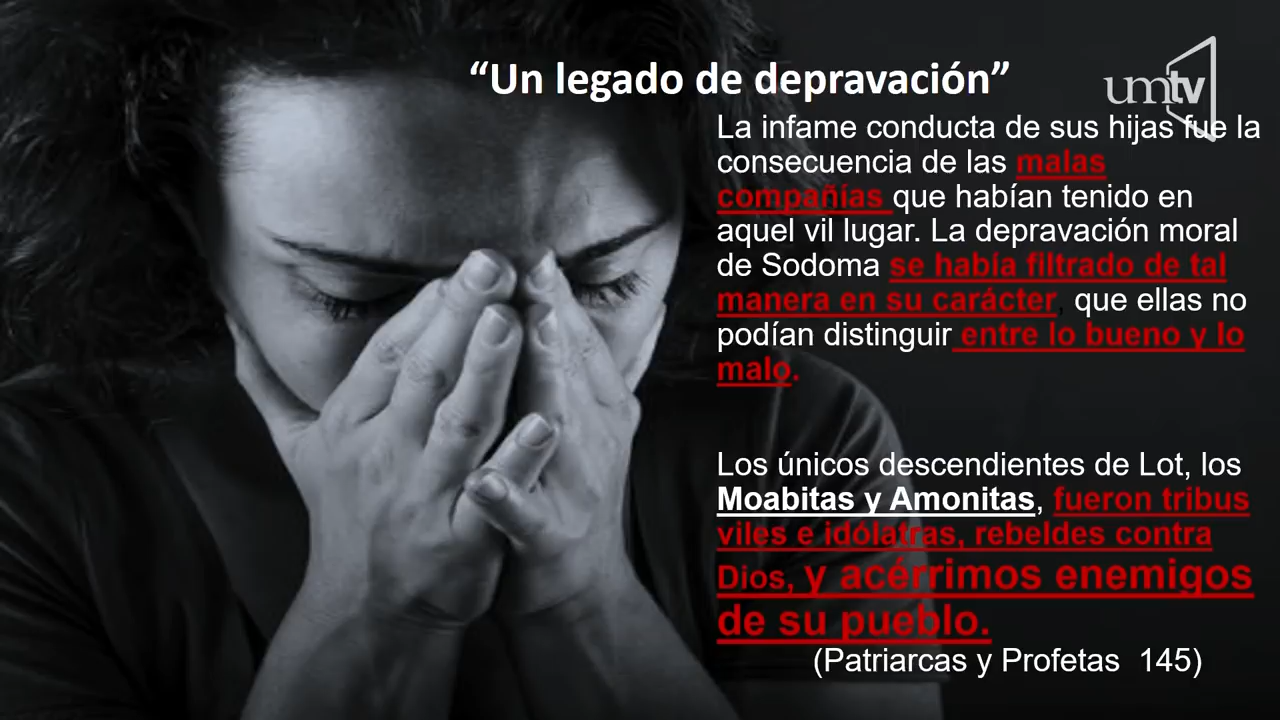 “Un legado de depravación”
umtv
La infame conducta de sus hijas fue la
consecuencia de las malas
compañías que habían tenido en
aquel vil lugar. La depravación moral
de Sodoma se había filtrado de tal
manera en su carácter, que ellas no
podían distinguir entre lo bueno y lo
malo.
Los únicos descendientes de Lot, los
Moabitas y Amonitas, fueron tribus
viles e idólatras, rebeldes contra
Dios, y acérrimos enemigos
de su pueblo.
(Patriarcas y Profetas 145)